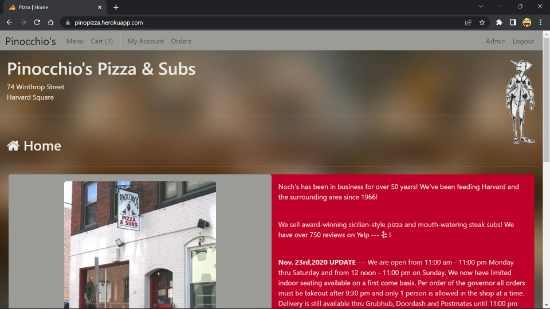 Pizza | Home
pinopizza.herokuapp.com
Pinocchio's Menu Cart (1) My Account Orders Admin Logout
Pinocchio's Pizza & Subs
74 Winthrop Street
Harvard Square
Home
PINOCCHIO'S
PIZZA
& SUBS
Noch's has been in business for over 50 years! We've been feeding Harvard and
the surrounding area since 1966!
We sell award-winning sicilian-style pizza and mouth-watering steak subs! We
have over 750 reviews on Yelp ---- !
Nov. 23rd,2020 UPDATE --- We are open from 11:00 am - 11:00 pm Monday
thru Saturday and from 12 noon - 11:00 pm on Sunday. We now have limited
indoor seating available on a first come basis. Per order of the governor all orders
must be takeout after 9:30 pm and only 1 person is allowed in the shop at a time.
Delivery is still available thru Grubhub, Doordash and Postmates until 11:00 pm